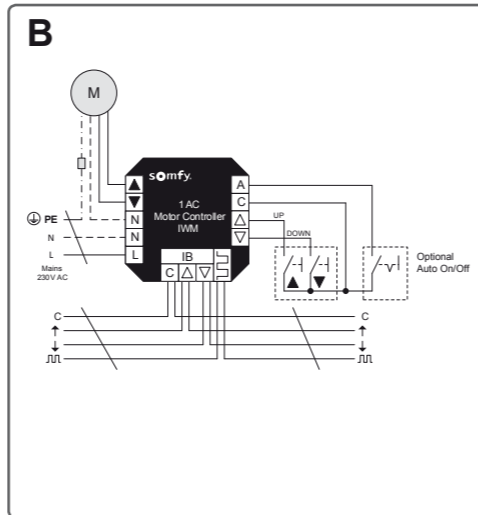 B
M
somfy.
1 AC
Motor Controller
IWM
A
C
N
N
L
IB
C
PE
N
L
Mains
230V AC
UP
DOWN
Optional
Auto On/Off
C
C